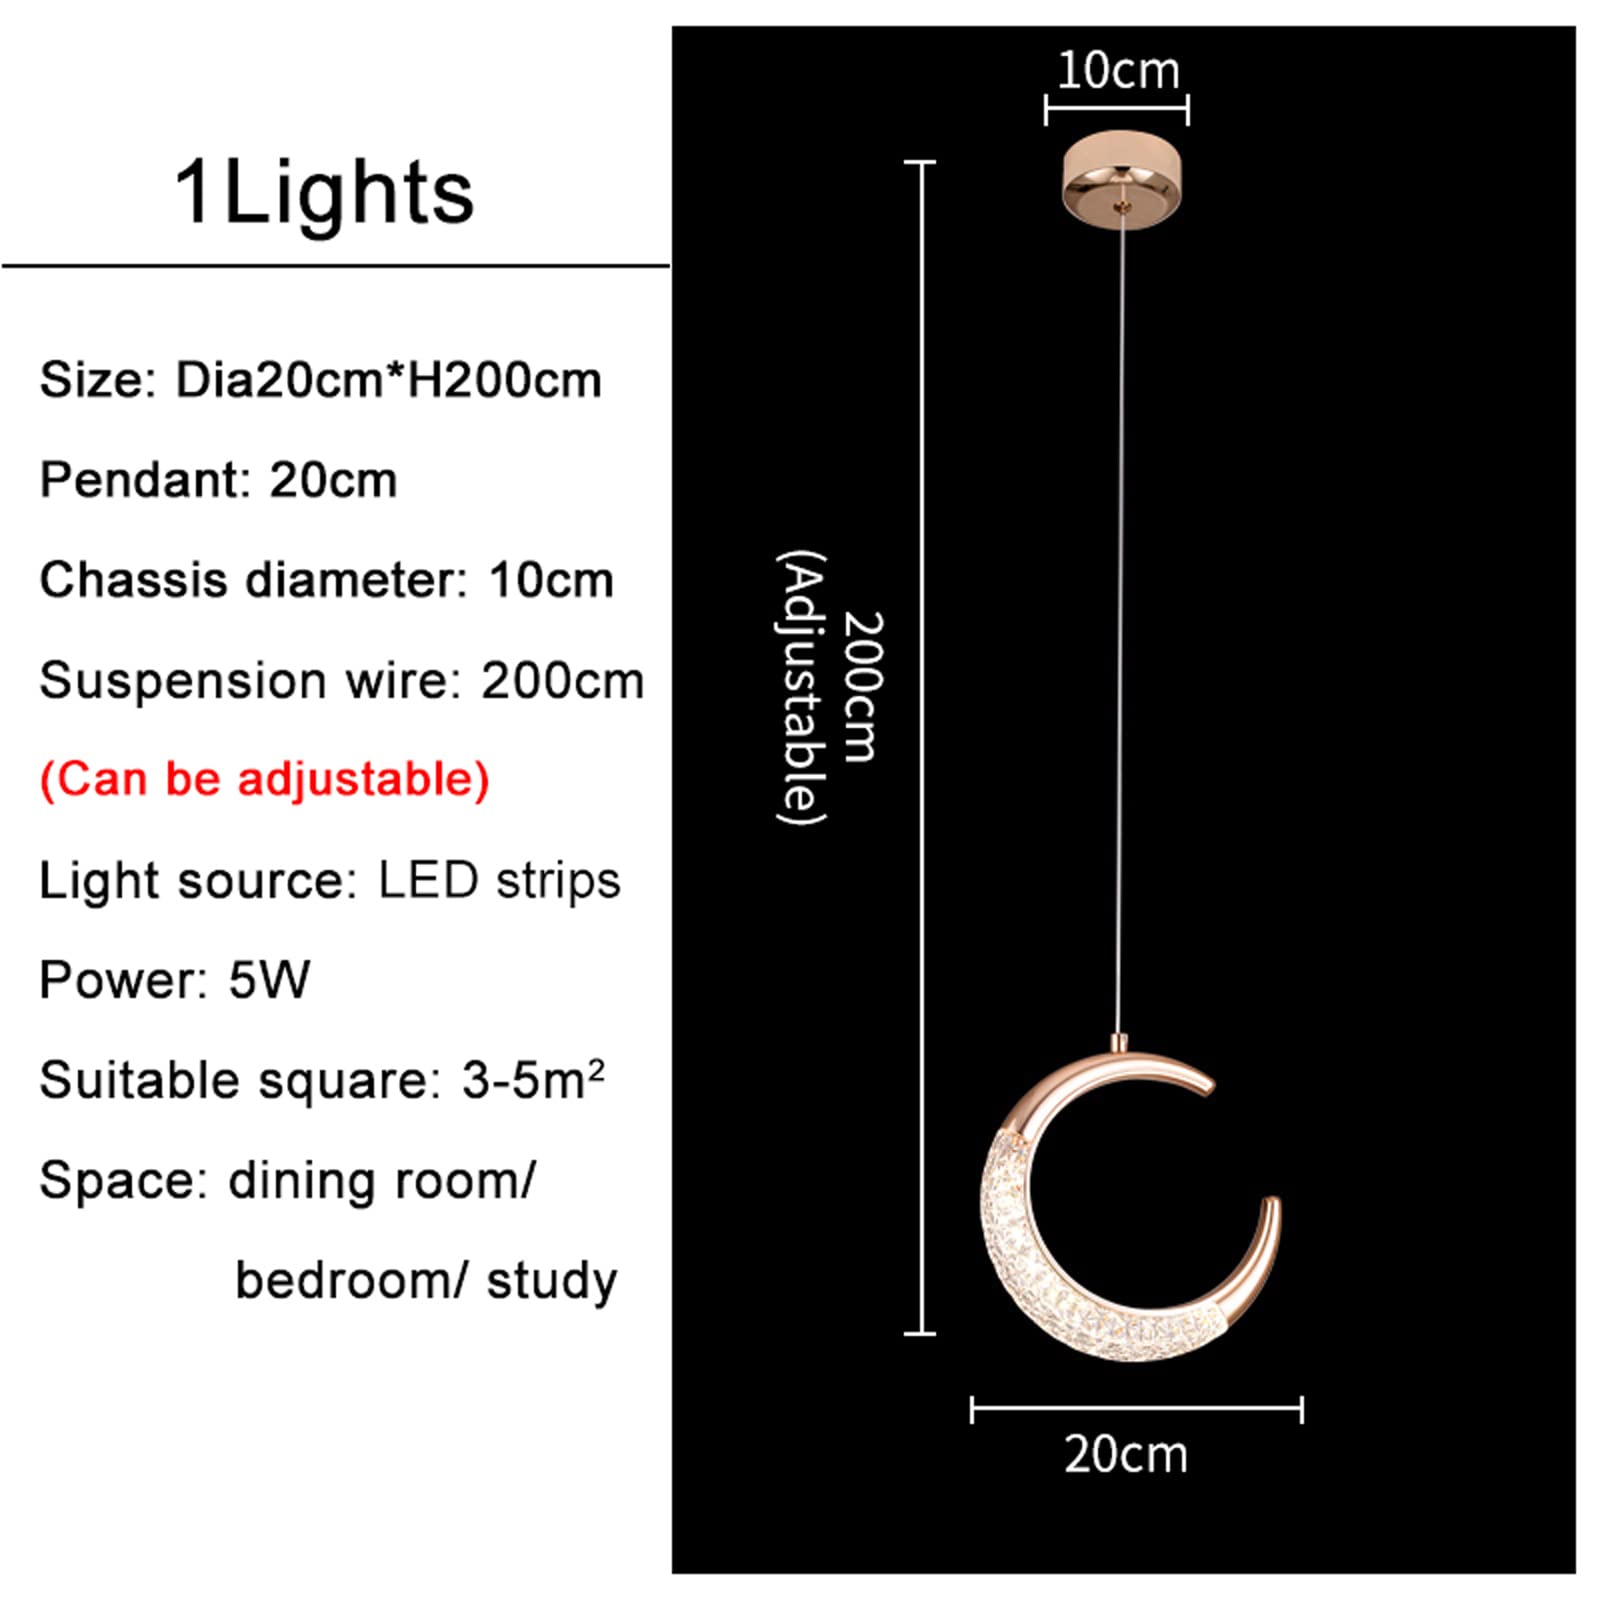 1Lights
Size: Dia20cm*H200cm
Pendant: 20cm
Chassis diameter: 10cm
Suspension wire: 200cm
(Can be adjustable)
Light source: LED strips
Power: 5W
Suitable square: 3-5m²
Space: dining room/
bedroom/ study
10cm
200cm
(Adjustable)
20cm